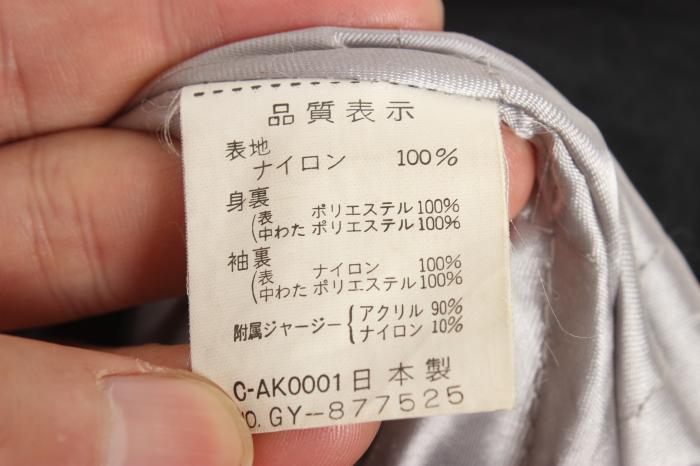 品質表示
表地
ナイロン 100%
身裏
(表 ポリエステル 100%
中わた ポリエステル 100%
袖裏
(表 ナイロン 100%
中わた ポリエステル 100%
附属ジャージー{アクリル 90%
ナイロン 10%
C-AK0001 日本製
O. GY--877525